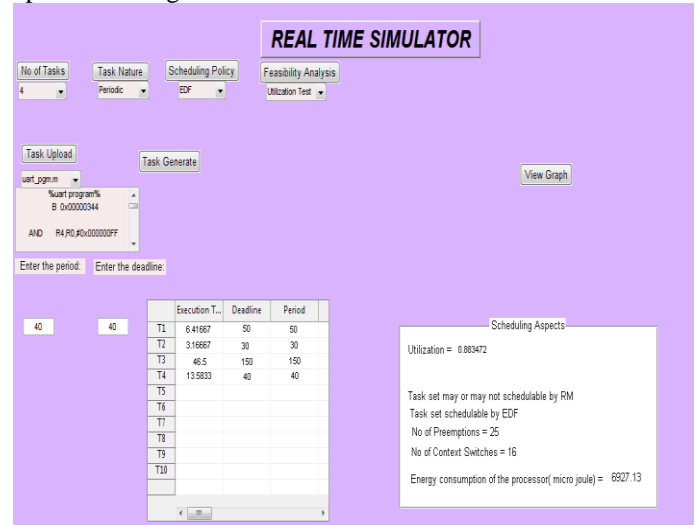 REAL TIME SIMULATOR
No of Tasks Task Nature Scheduling Policy Feasibility Analysis
4 Periodic EDF Utilization Test
Task Upload Task Generate View Graph
uart_pgm.m
%uart program%
B 0x00000344
AND R4,R0,#0x000000FF
Enter the period: Enter the deadline:
40 40
Execution T... Deadline Period
T1 6.41667 50 50
T2 3.16667 30 30
T3 46.5 150 150
T4 13.5833 40 40
T5
T6
T7
T8
T9
T10
Scheduling Aspects
Utilization = 0.883472
Task set may or may not schedulable by RM
Task set schedulable by EDF
No of Preemptions = 25
No of Context Switches = 16
Energy consumption of the processor( micro joule) = 6927.13